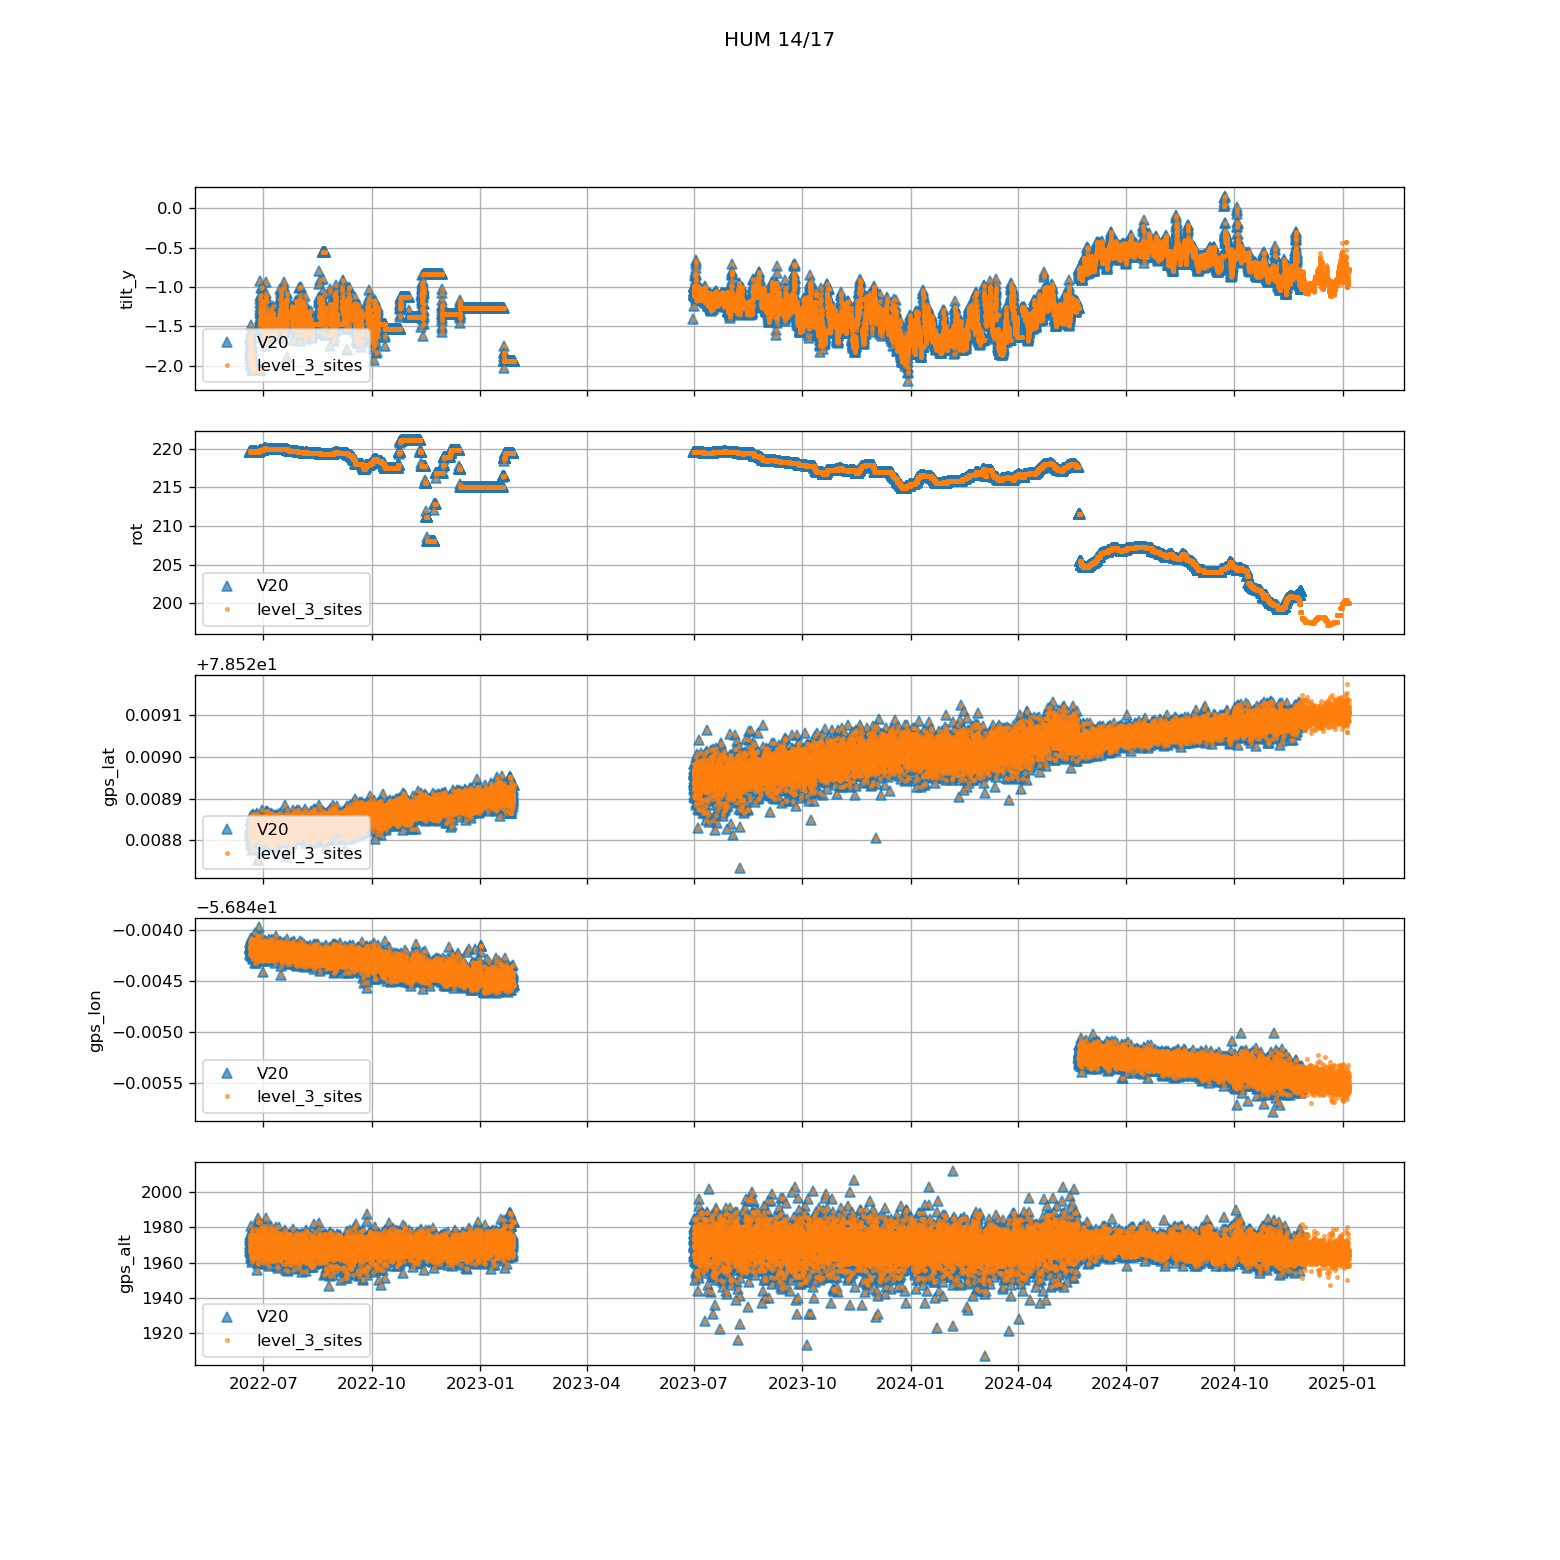 HUM 14/17
0.0
−0.5
−1.0
−1.5
−2.0
tilt_y
V20
level_3_sites
220
215
210
205
200
rot
V20
level_3_sites
+7.852e1
0.0091
0.0090
0.0089
0.0088
gps_lat
V20
level_3_sites
−5.684e1
−0.0040
−0.0045
−0.0050
−0.0055
gps_lon
V20
level_3_sites
2000
1980
1960
1940
1920
gps_alt
V20
level_3_sites
2022-07 2022-10 2023-01 2023-04 2023-07 2023-10 2024-01 2024-04 2024-07 2024-10 2025-01